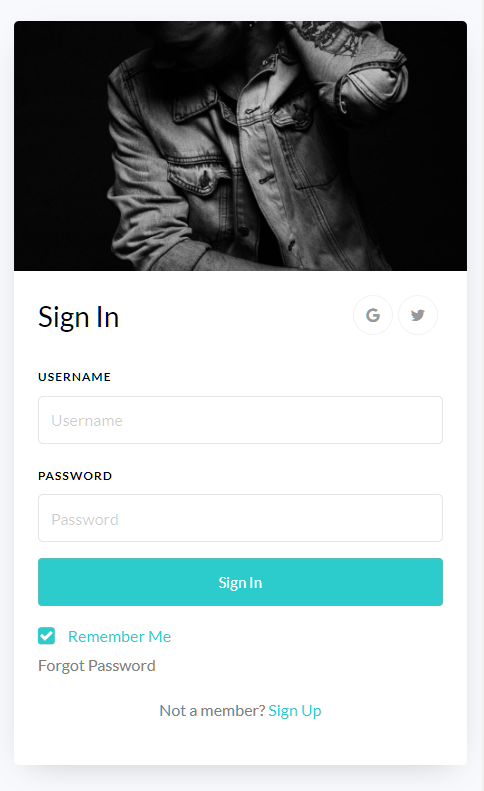 Sign In
USERNAME
Username
PASSWORD
Password
Sign In
Remember Me
Forgot Password
Not a member? Sign Up